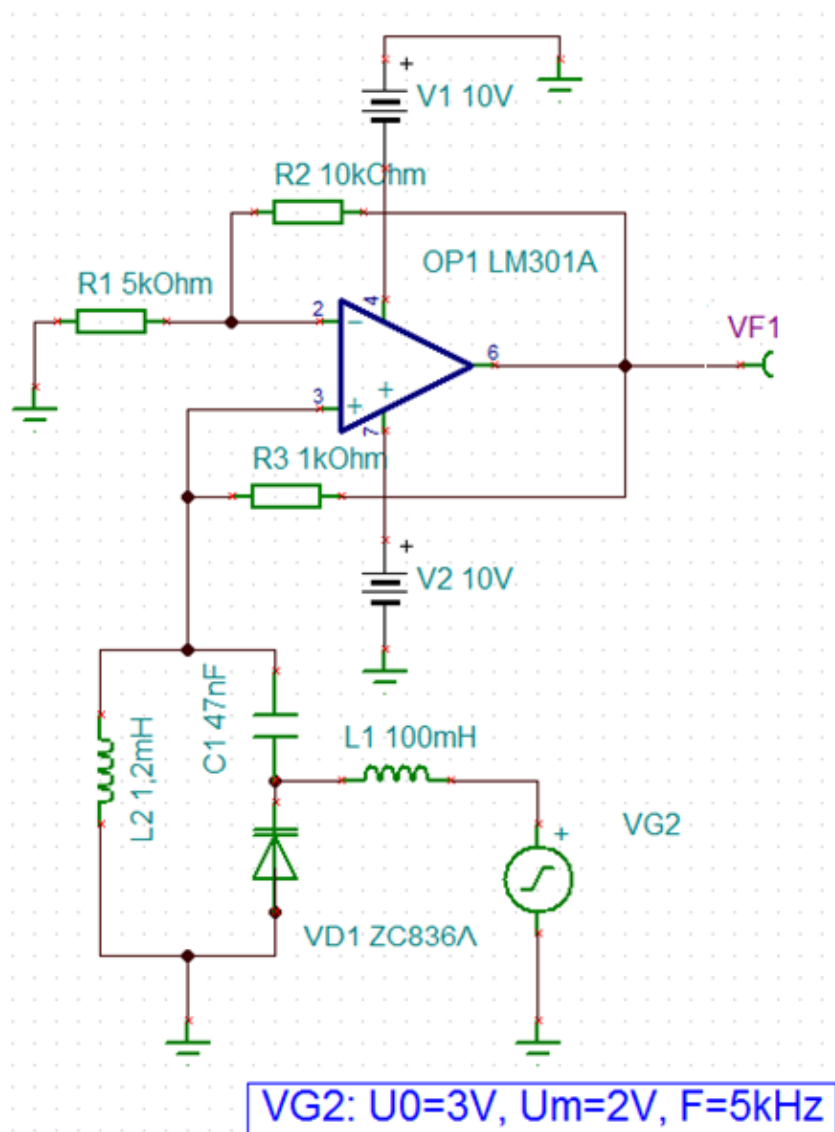 +
V1 10V
R2 10kOhm
OP1 LM301A
R1 5kOhm
2
4
−
VF1
6
3
+
+
7
R3 1kOhm
+
V2 10V
C1 47nF
L1 100mH
L2 1,2mH
+
VG2
VD1 ZC836A
VG2: U0=3V, Um=2V, F=5kHz